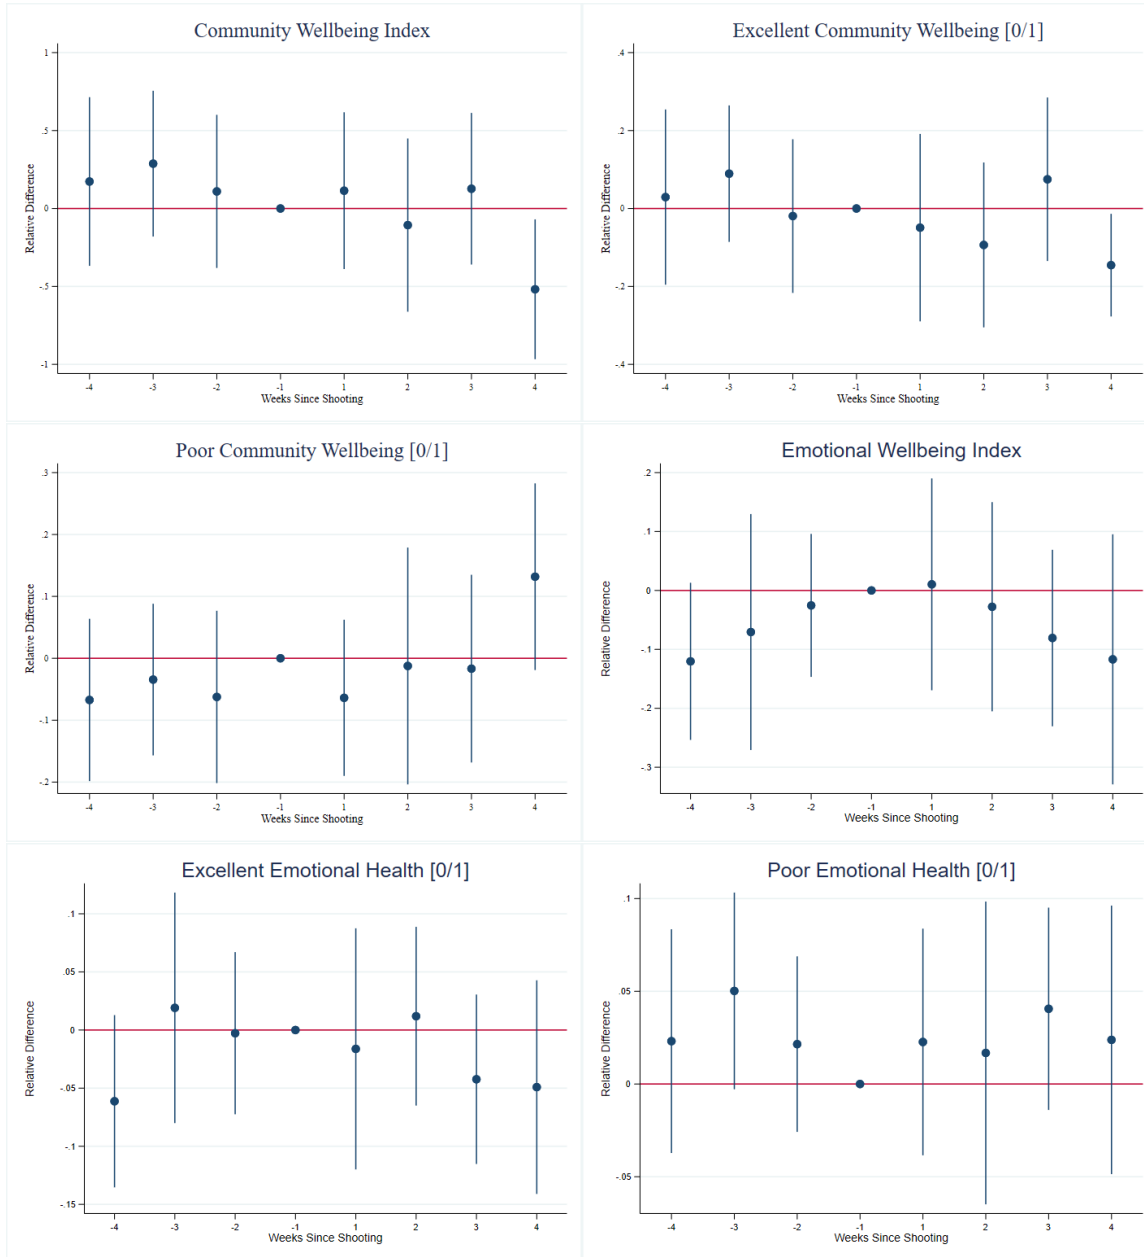 Community Wellbeing Index
1
.5
0
-.5
-1
Relative Difference
-4 -3 -2 -1 1 2 3 4
Weeks Since Shooting
Excellent Community Wellbeing [0/1]
.4
.2
0
-.2
-.4
Relative Difference
-4 -3 -2 -1 1 2 3 4
Weeks Since Shooting
Poor Community Wellbeing [0/1]
.3
.2
.1
0
-.1
-.2
Relative Difference
-4 -3 -2 -1 1 2 3 4
Weeks Since Shooting
Emotional Wellbeing Index
.2
.1
0
-.1
-.2
-.3
Relative Difference
-4 -3 -2 -1 1 2 3 4
Weeks Since Shooting
Excellent Emotional Health [0/1]
.1
.05
0
-.05
-.1
-.15
Relative Difference
-4 -3 -2 -1 1 2 3 4
Weeks Since Shooting
Poor Emotional Health [0/1]
.1
.05
0
-.05
Relative Difference
-4 -3 -2 -1 1 2 3 4
Weeks Since Shooting